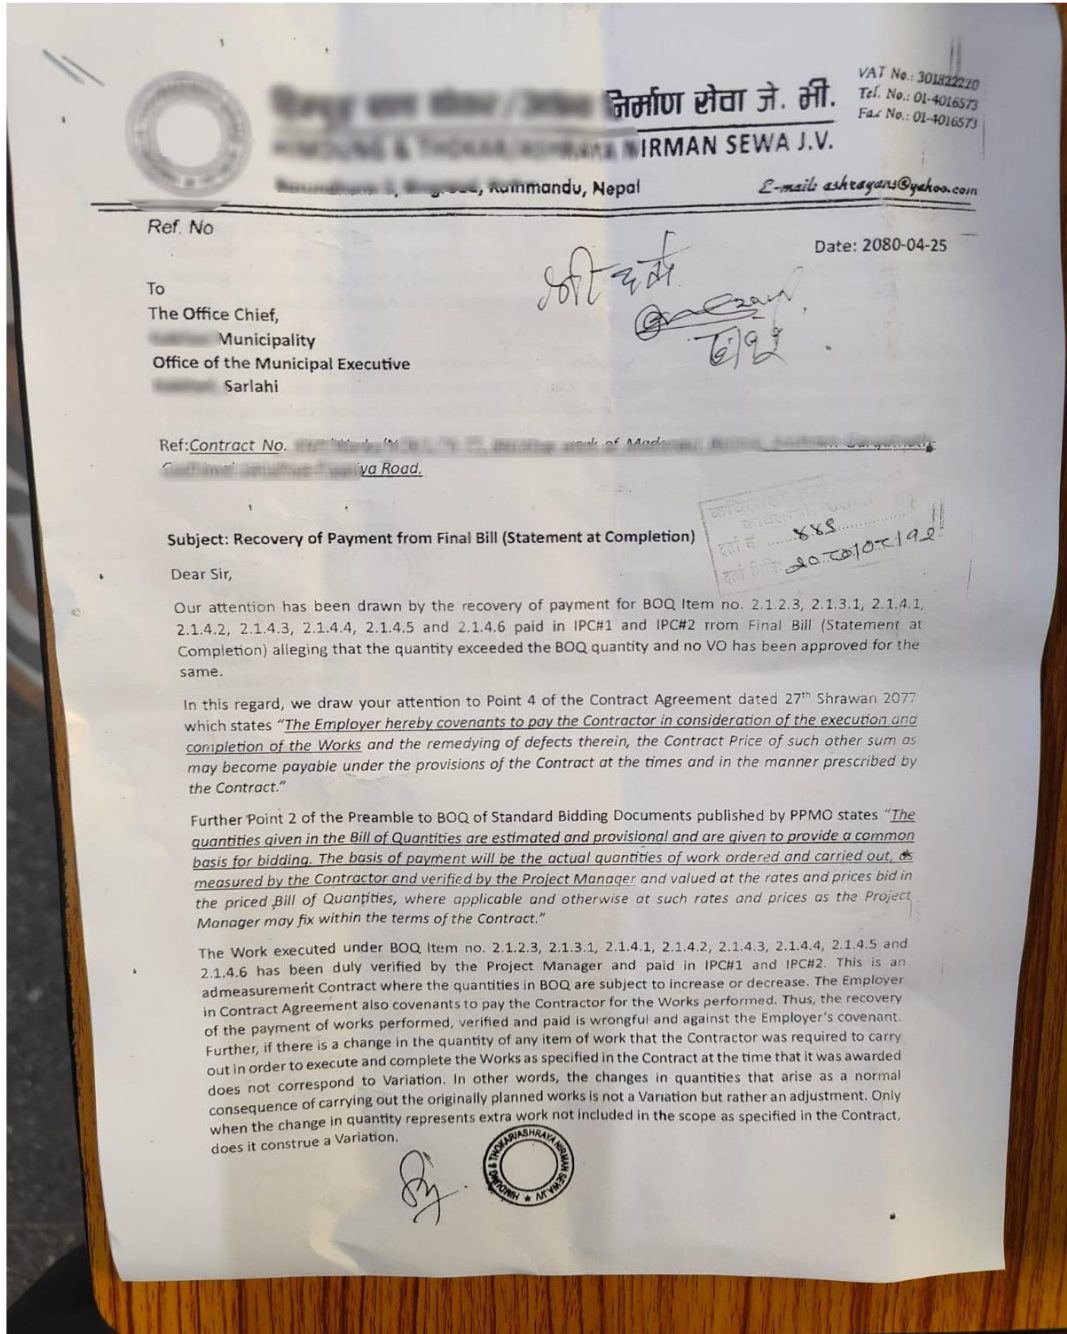 निर्माण सेवा जे. भी.
NIRMAN SEWA J.V.
Kathmandu, Nepal
VAT No.: 301822220
Tel. No.: 01-4016573
Fax No.: 01-4016573
E-mail: ashrayans@yahoo.com
Ref. No
Date: 2080-04-25
To
The Office Chief,
Municipality
Office of the Municipal Executive
Sarlahi
Ref:Contract No.
Road.
Subject: Recovery of Payment from Final Bill (Statement at Completion)
४४९
२०८०/०८/१२
Dear Sir,
Our attention has been drawn by the recovery of payment for BOQ Item no. 2.1.2.3, 2.1.3.1, 2.1.4.1,
2.1.4.2, 2.1.4.3, 2.1.4.4, 2.1.4.5 and 2.1.4.6 paid in IPC#1 and IPC#2 from Final Bill (Statement at
Completion) alleging that the quantity exceeded the BOQ quantity and no VO has been approved for the
same.
In this regard, we draw your attention to Point 4 of the Contract Agreement dated 27th Shrawan 2077
which states “The Employer hereby covenants to pay the Contractor in consideration of the execution and
completion of the Works and the remedying of defects therein, the Contract Price of such other sum as
may become payable under the provisions of the Contract at the times and in the manner prescribed by
the Contract.”
Further Point 2 of the Preamble to BOQ of Standard Bidding Documents published by PPMO states “The
quantities given in the Bill of Quantities are estimated and provisional and are given to provide a common
basis for bidding. The basis of payment will be the actual quantities of work ordered and carried out, as
measured by the Contractor and verified by the Project Manager and valued at the rates and prices bid in
the priced Bill of Quantities, where applicable and otherwise at such rates and prices as the Project
Manager may fix within the terms of the Contract.”
The Work executed under BOQ Item no. 2.1.2.3, 2.1.3.1, 2.1.4.1, 2.1.4.2, 2.1.4.3, 2.1.4.4, 2.1.4.5 and
2.1.4.6 has been duly verified by the Project Manager and paid in IPC#1 and IPC#2. This is an
admeasurement Contract where the quantities in BOQ are subject to increase or decrease. The Employer
in Contract Agreement also covenants to pay the Contractor for the Works performed. Thus, the recovery
of the payment of works performed, verified and paid is wrongful and against the Employer's covenant.
Further, if there is a change in the quantity of any item of work that the Contractor was required to carry
out in order to execute and complete the Works as specified in the Contract at the time that it was awarded
does not correspond to Variation. In other words, the changes in quantities that arise as a normal
consequence of carrying out the originally planned works is not a Variation but rather an adjustment. Only
when the change in quantity represents extra work not included in the scope as specified in the Contract,
does it construe a Variation.
HIMDUNG & THOKAR/ASHRAYA NIRMAN SEWA JV